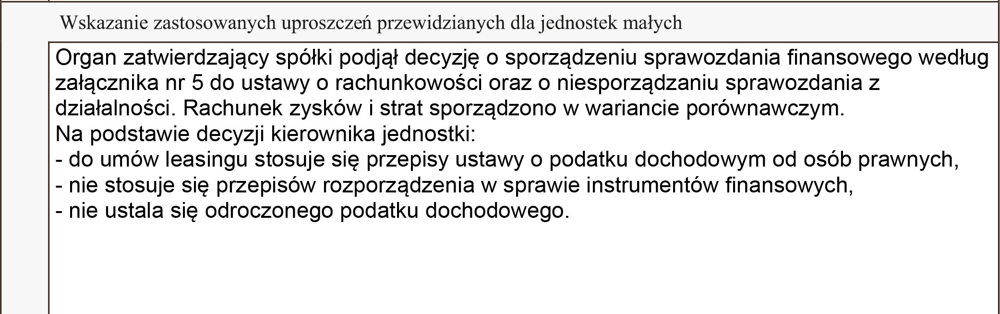 Wskazanie zastosowanych uproszczeń przewidzianych dla jednostek małych
Organ zatwierdzający spółki podjął decyzję o sporządzeniu sprawozdania finansowego według
załącznika nr 5 do ustawy o rachunkowości oraz o niesporządzaniu sprawozdania z
działalności. Rachunek zysków i strat sporządzono w wariancie porównawczym.
Na podstawie decyzji kierownika jednostki:
- do umów leasingu stosuje się przepisy ustawy o podatku dochodowym od osób prawnych,
- nie stosuje się przepisów rozporządzenia w sprawie instrumentów finansowych,
- nie ustala się odroczonego podatku dochodowego.